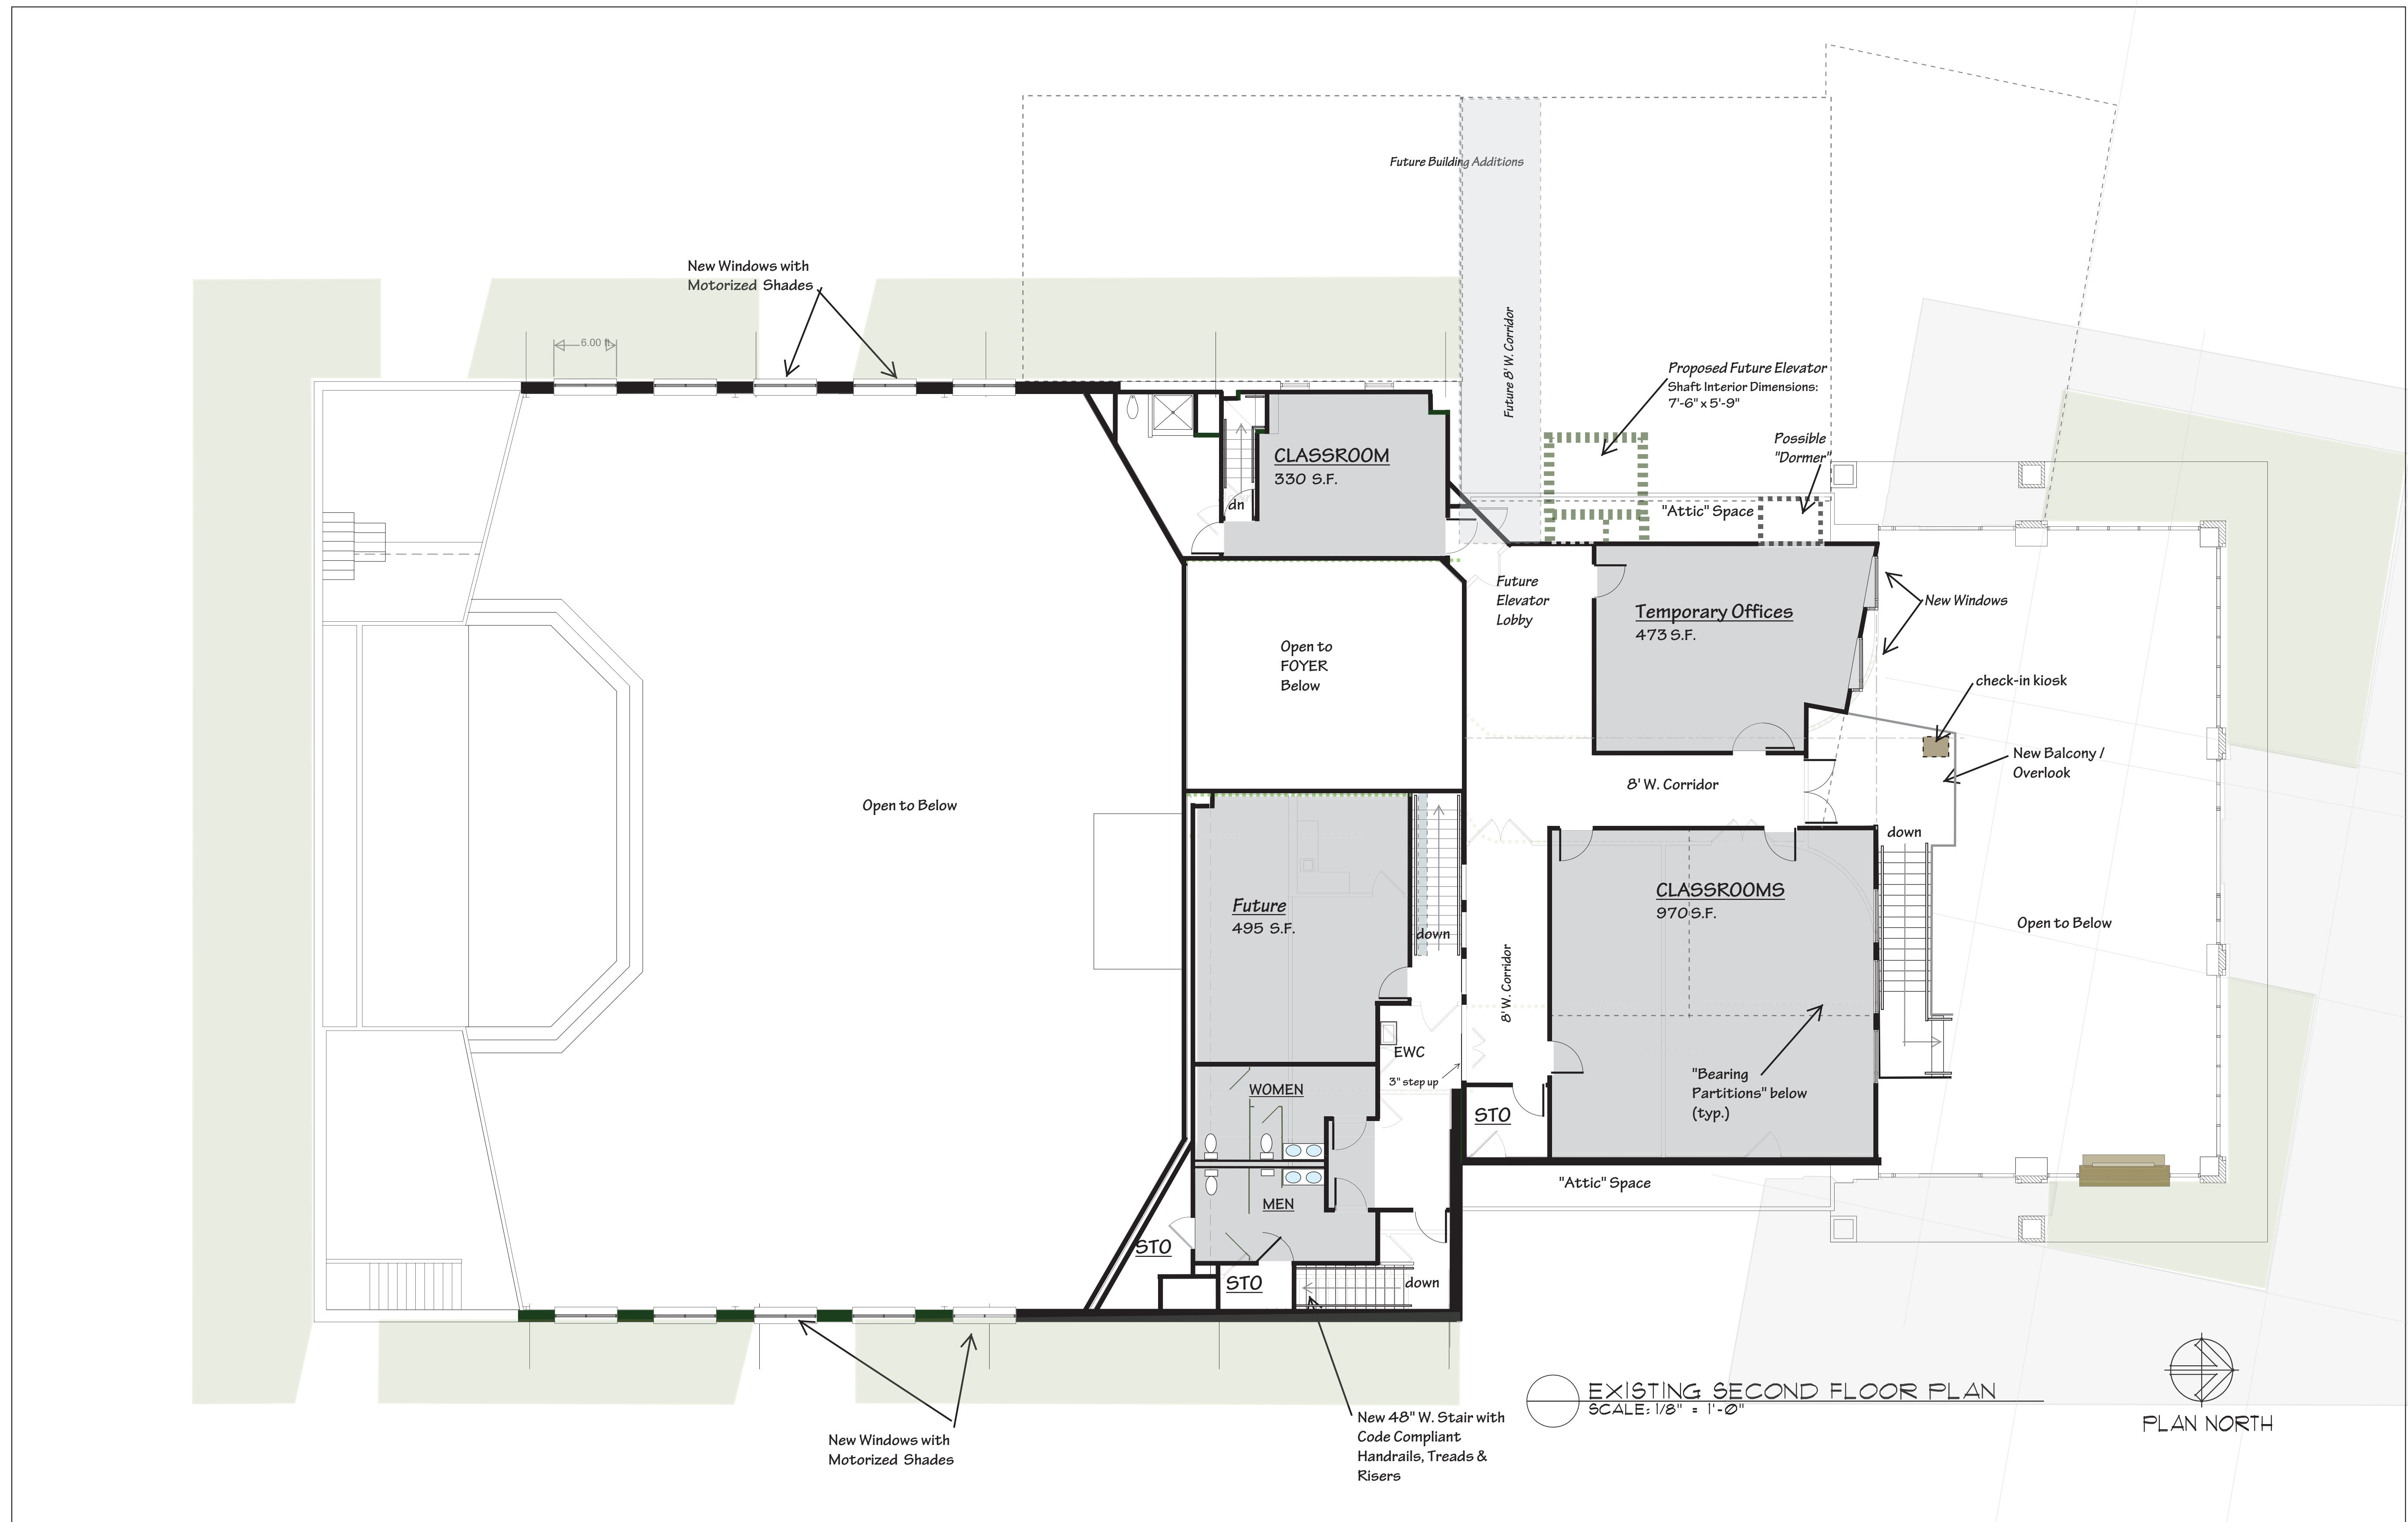 Future Building Additions
New Windows with
Motorized Shades
Future 8' W. Corridor
6.00 ft
Proposed Future Elevator
Shaft Interior Dimensions:
7'-6" x 5'-9"
Possible
"Dormer"
CLASSROOM
330 S.F.
dn
"Attic" Space
Future
Elevator
Lobby
Temporary Offices
473 S.F.
New Windows
Open to
FOYER
Below
check-in kiosk
New Balcony /
Overlook
8' W. Corridor
Open to Below
down
CLASSROOMS
970 S.F.
Future
495 S.F.
down
Open to Below
8' W. Corridor
EWC
3" step up
"Bearing
Partitions" below
(typ.)
WOMEN
STO
"Attic" Space
MEN
STO
STO
down
EXISTING SECOND FLOOR PLAN
SCALE: 1/8" = 1'-0"
PLAN NORTH
New Windows with
Motorized Shades
New 48" W. Stair with
Code Compliant
Handrails, Treads &
Risers